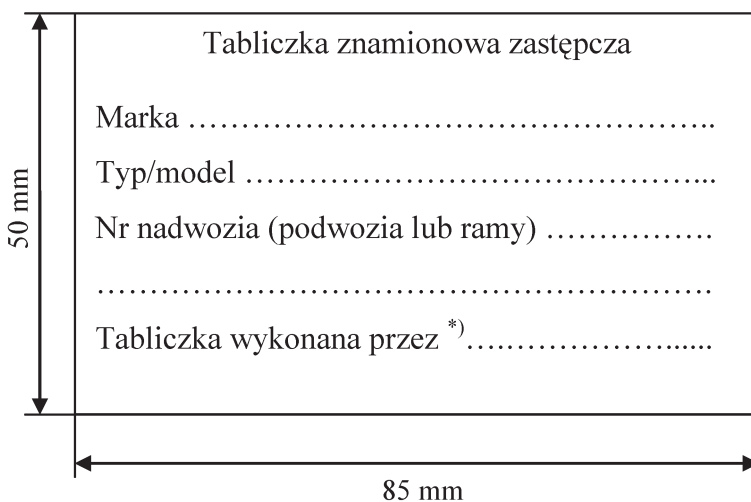 Tabliczka znamionowa zastępcza
Marka …………………………………………..
Typ/model …………………………………...
Nr nadwozia (podwozia lub ramy) …………….
…………………………………………………
Tabliczka wykonana przez *)….……………......
50 mm
85 mm